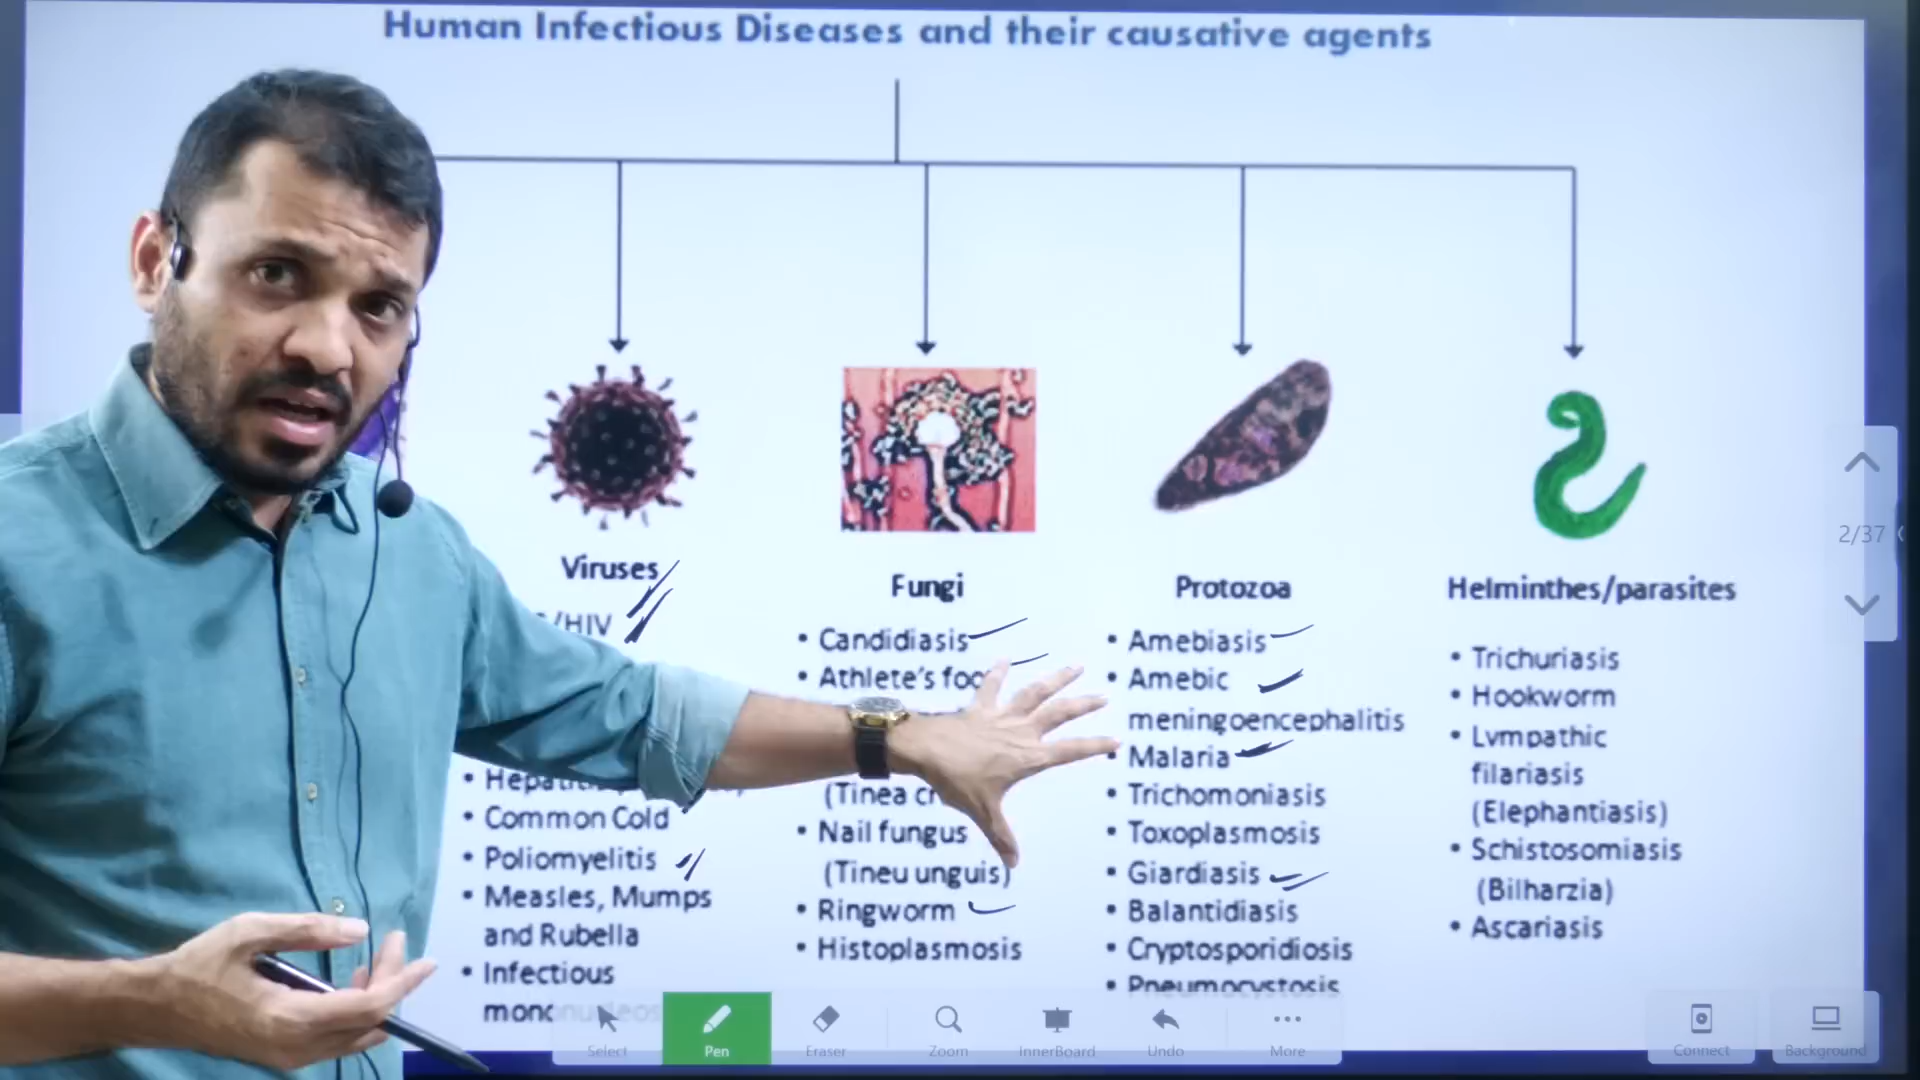 Human Infectious Diseases and their causative agents
Viruses
/HIV
• Common Cold
• Poliomyelitis
• Measles, Mumps
and Rubella
• Infectious
Fungi
• Candidiasis
• Athlete's foo
(Tinea cr
• Nail fungus
(Tineu unguis)
• Ringworm
• Histoplasmosis
Protozoa
• Amebiasis
• Amebic
meningoencephalitis
• Malaria
• Trichomoniasis
• Toxoplasmosis
• Giardiasis
• Balantidiasis
• Cryptosporidiosis
• Pneumocystosis
Helminthes/parasites
• Trichuriasis
• Hookworm
• Lympathic
filariasis
(Elephantiasis)
• Schistosomiasis
(Bilharzia)
• Ascariasis
2/37
Select
Pen
Eraser
Zoom
InnerBoard
Undo
More
Connect
Background